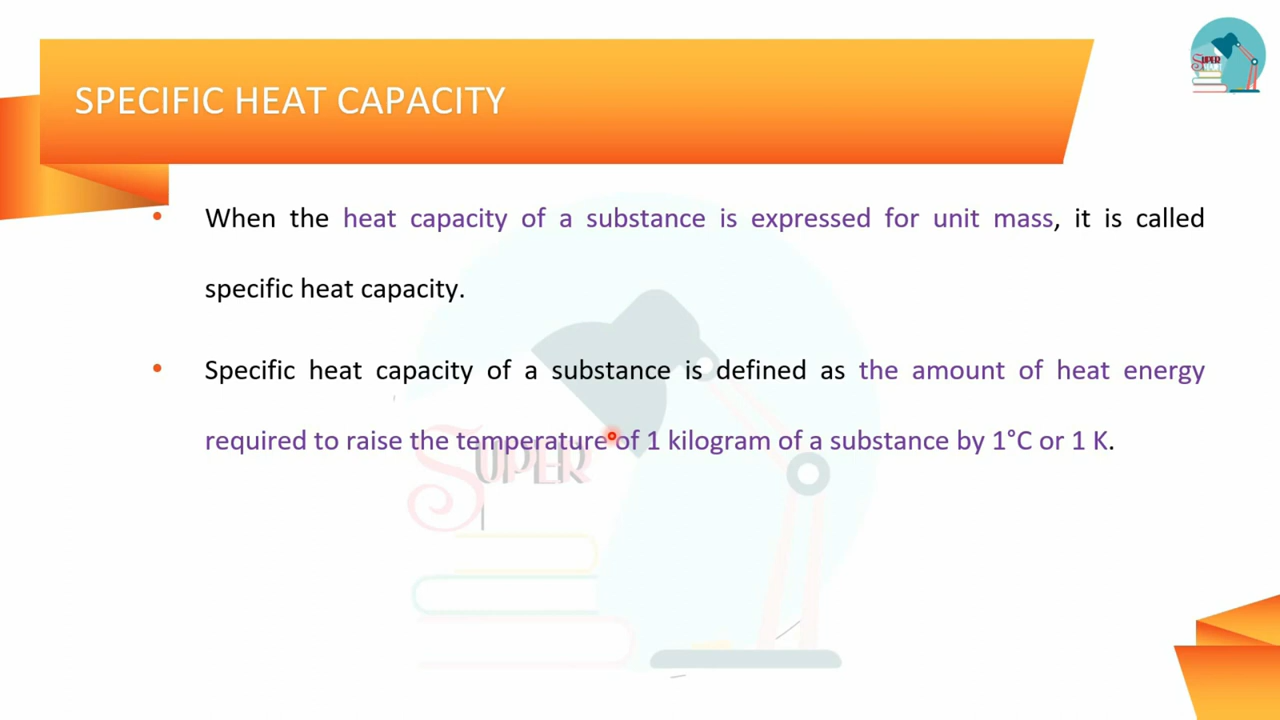 SPECIFIC HEAT CAPACITY
SUPER
• When the heat capacity of a substance is expressed for unit mass, it is called
specific heat capacity.
• Specific heat capacity of a substance is defined as the amount of heat energy
required to raise the temperature of 1 kilogram of a substance by 1°C or 1 K.
SUPER